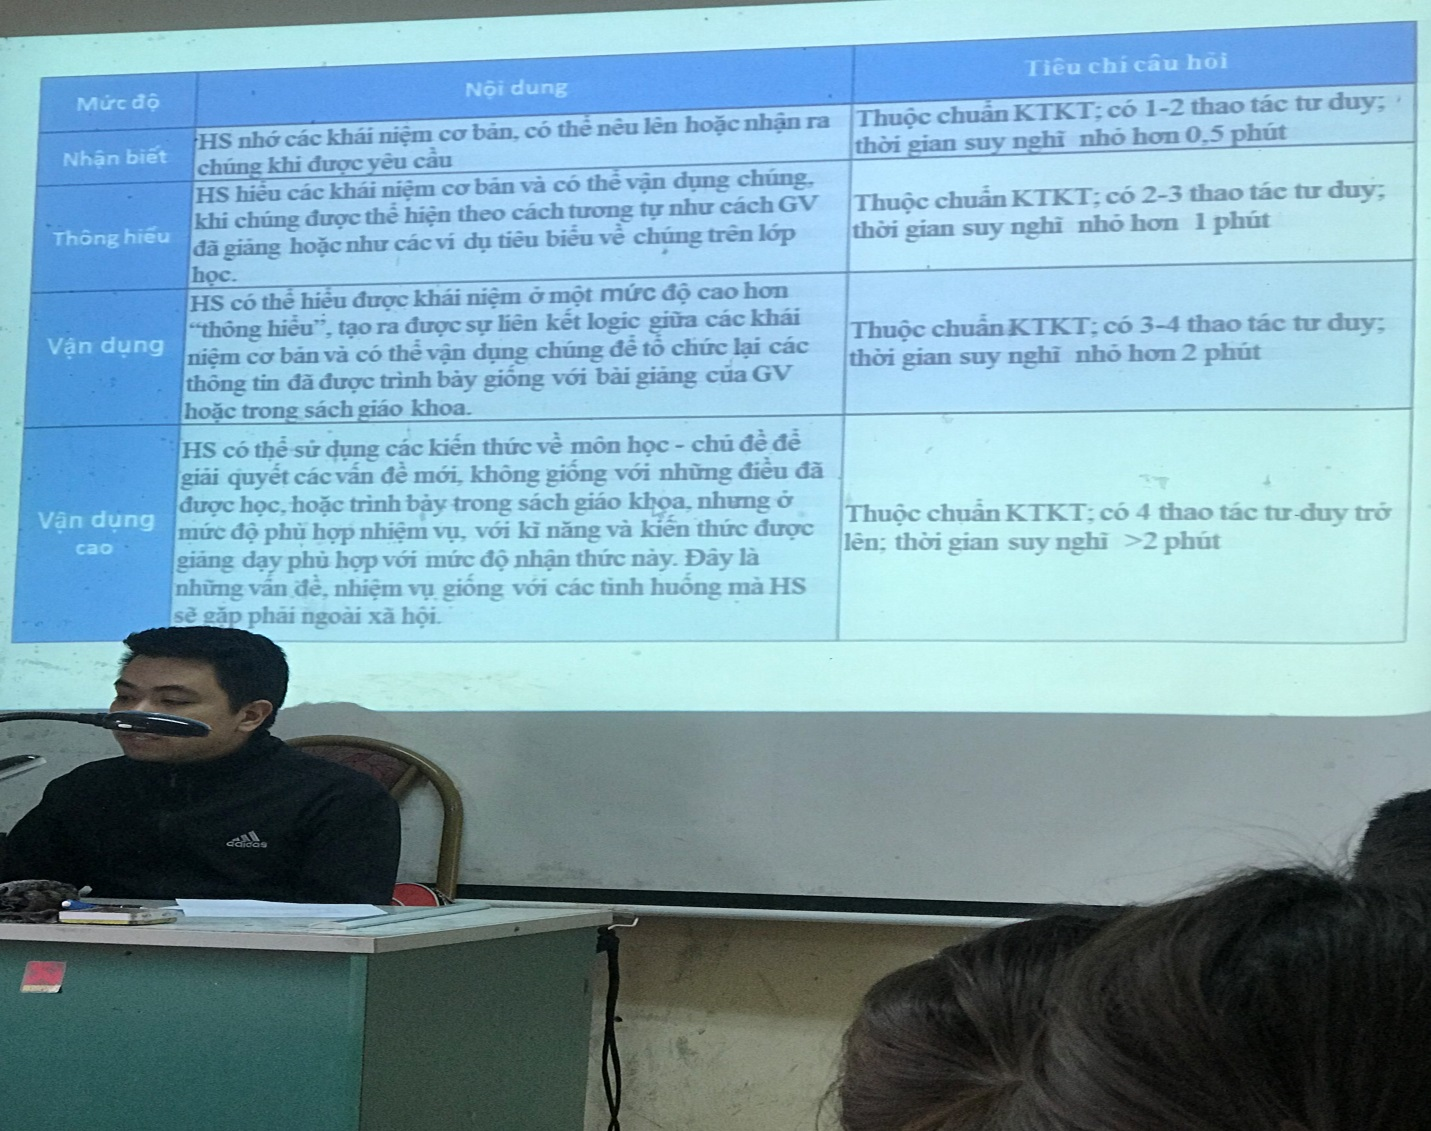 Mức độ
Nội dung
Tiêu chí câu hỏi
Nhận biết
HS nhớ các khái niệm cơ bản, có thể nêu lên hoặc nhận ra
chúng khi được yêu cầu
Thuộc chuẩn KTKT; có 1-2 thao tác tư duy;
thời gian suy nghĩ nhỏ hơn 0,5 phút
Thông hiểu
HS hiểu các khái niệm cơ bản và có thể vận dụng chúng,
khi chúng được thể hiện theo cách tương tự như cách GV
đã giảng hoặc như các ví dụ tiêu biểu về chúng trên lớp
học.
Thuộc chuẩn KTKT; có 2-3 thao tác tư duy;
thời gian suy nghĩ nhỏ hơn 1 phút
Vận dụng
HS có thể hiểu được khái niệm ở một mức độ cao hơn
“thông hiểu”, tạo ra được sự liên kết logic giữa các khái
niệm cơ bản và có thể vận dụng chúng để tổ chức lại các
thông tin đã được trình bày giống với bài giảng của GV
hoặc trong sách giáo khoa.
Thuộc chuẩn KTKT; có 3-4 thao tác tư duy;
thời gian suy nghĩ nhỏ hơn 2 phút
Vận dụng
cao
HS có thể sử dụng các kiến thức về môn học - chủ đề để
giải quyết các vấn đề mới, không giống với những điều đã
được học, hoặc trình bày trong sách giáo khoa, nhưng ở
mức độ phù hợp nhiệm vụ, với kĩ năng và kiến thức được
giảng dạy phù hợp với mức độ nhận thức này. Đây là
những vấn đề, nhiệm vụ giống với các tình huống mà HS
sẽ gặp phải ngoài xã hội.
Thuộc chuẩn KTKT; có 4 thao tác tư duy trở
lên; thời gian suy nghĩ >2 phút
adidas